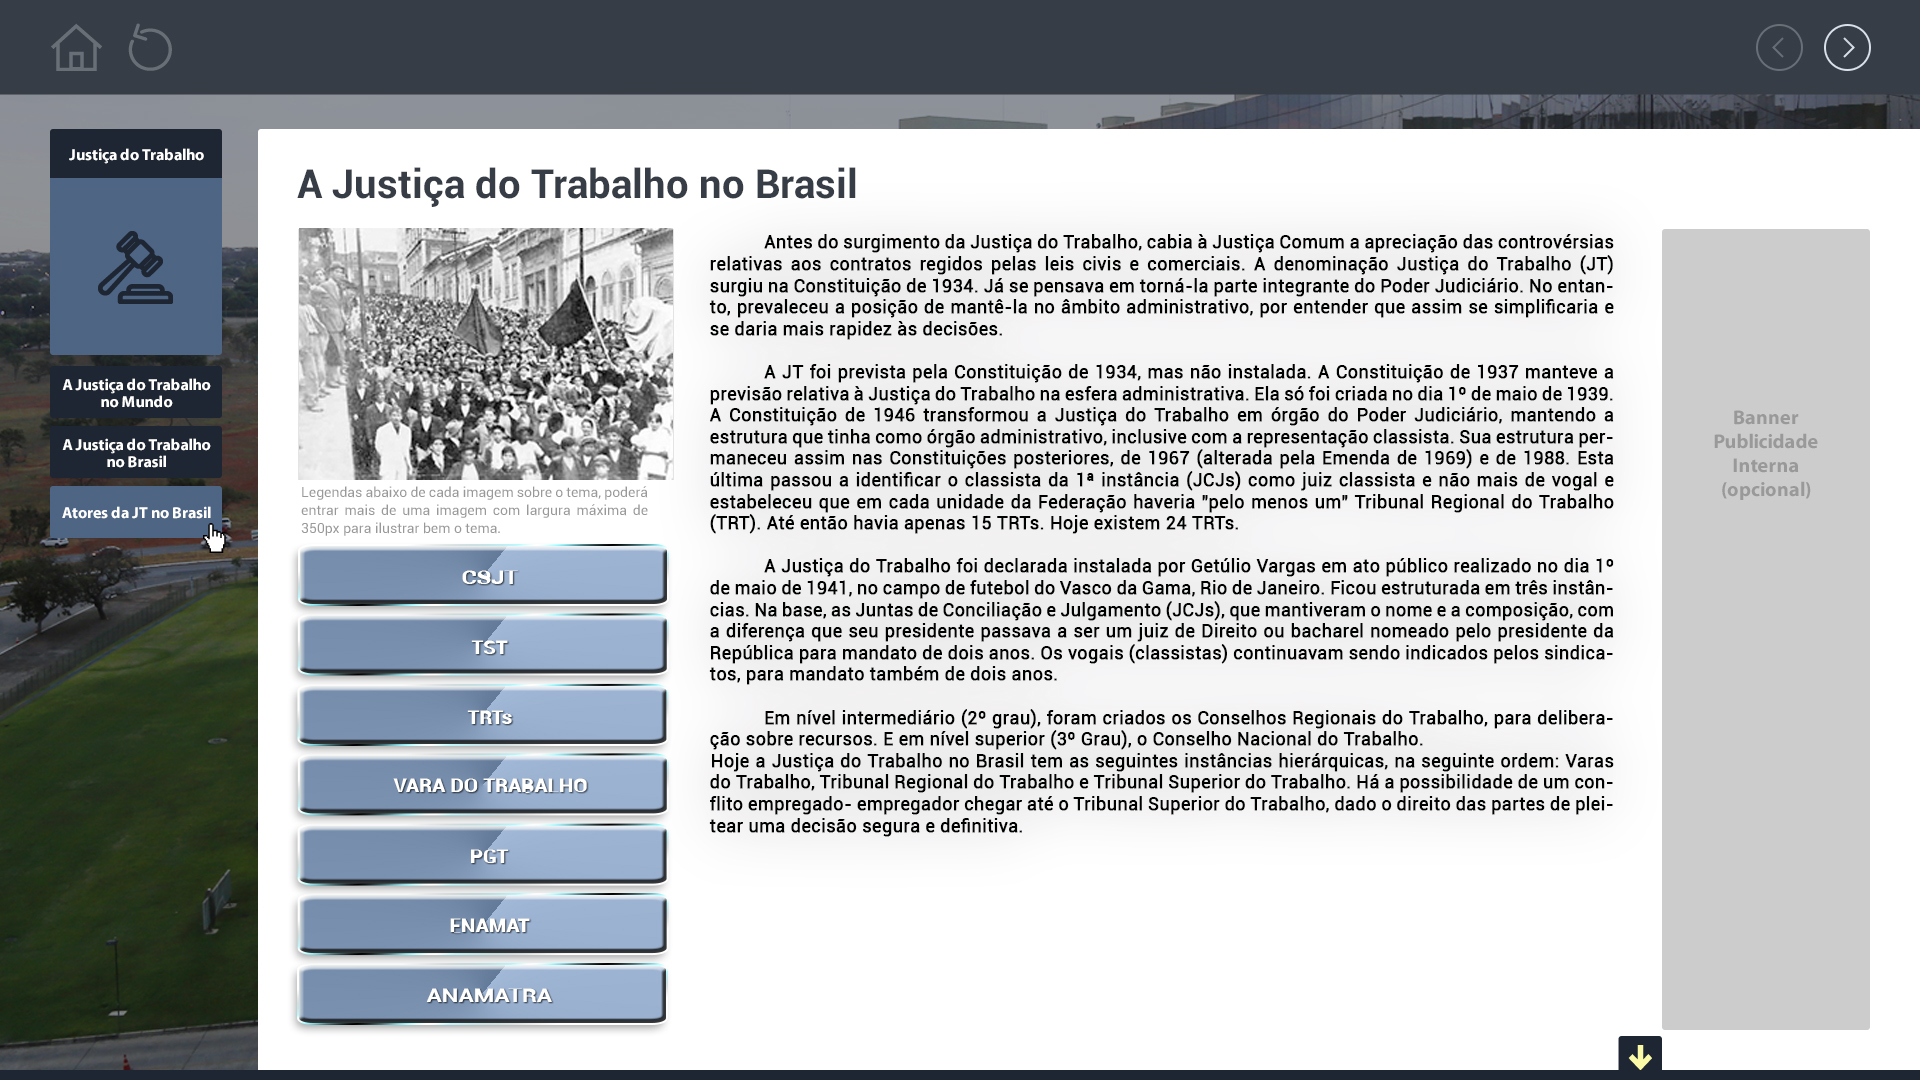 Justiça do Trabalho
A Justiça do Trabalho
no Mundo
A Justiça do Trabalho
no Brasil
Atores da JT no Brasil
A Justiça do Trabalho no Brasil
Legendas abaixo de cada imagem sobre o tema, poderá
entrar mais de uma imagem com largura máxima de
350px para ilustrar bem o tema.
CSJT
TST
TRTs
VARA DO TRABALHO
PGT
ENAMAT
ANAMATRA
Antes do surgimento da Justiça do Trabalho, cabia à Justiça Comum a apreciação das controvérsias
relativas aos contratos regidos pelas leis civis e comerciais. A denominação Justiça do Trabalho (JT)
surgiu na Constituição de 1934. Já se pensava em torná-la parte integrante do Poder Judiciário. No entan-
to, prevaleceu a posição de mantê-la no âmbito administrativo, por entender que assim se simplificaria e
se daria mais rapidez às decisões.
A JT foi prevista pela Constituição de 1934, mas não instalada. A Constituição de 1937 manteve a
previsão relativa à Justiça do Trabalho na esfera administrativa. Ela só foi criada no dia 1º de maio de 1939.
A Constituição de 1946 transformou a Justiça do Trabalho em órgão do Poder Judiciário, mantendo a
estrutura que tinha como órgão administrativo, inclusive com a representação classista. Sua estrutura per-
maneceu assim nas Constituições posteriores, de 1967 (alterada pela Emenda de 1969) e de 1988. Esta
última passou a identificar o classista da 1ª instância (JCJs) como juiz classista e não mais de vogal e
estabeleceu que em cada unidade da Federação haveria "pelo menos um" Tribunal Regional do Trabalho
(TRT). Até então havia apenas 15 TRTs. Hoje existem 24 TRTs.
A Justiça do Trabalho foi declarada instalada por Getúlio Vargas em ato público realizado no dia 1º
de maio de 1941, no campo de futebol do Vasco da Gama, Rio de Janeiro. Ficou estruturada em três instân-
cias. Na base, as Juntas de Conciliação e Julgamento (JCJs), que mantiveram o nome e a composição, com
a diferença que seu presidente passava a ser um juiz de Direito ou bacharel nomeado pelo presidente da
República para mandato de dois anos. Os vogais (classistas) continuavam sendo indicados pelos sindica-
tos, para mandato também de dois anos.
Em nível intermediário (2º grau), foram criados os Conselhos Regionais do Trabalho, para delibera-
ção sobre recursos. E em nível superior (3º Grau), o Conselho Nacional do Trabalho.
Hoje a Justiça do Trabalho no Brasil tem as seguintes instâncias hierárquicas, na seguinte ordem: Varas
do Trabalho, Tribunal Regional do Trabalho e Tribunal Superior do Trabalho. Há a possibilidade de um con-
flito empregado- empregador chegar até o Tribunal Superior do Trabalho, dado o direito das partes de plei-
tear uma decisão segura e definitiva.
Banner
Publicidade
Interna
(opcional)